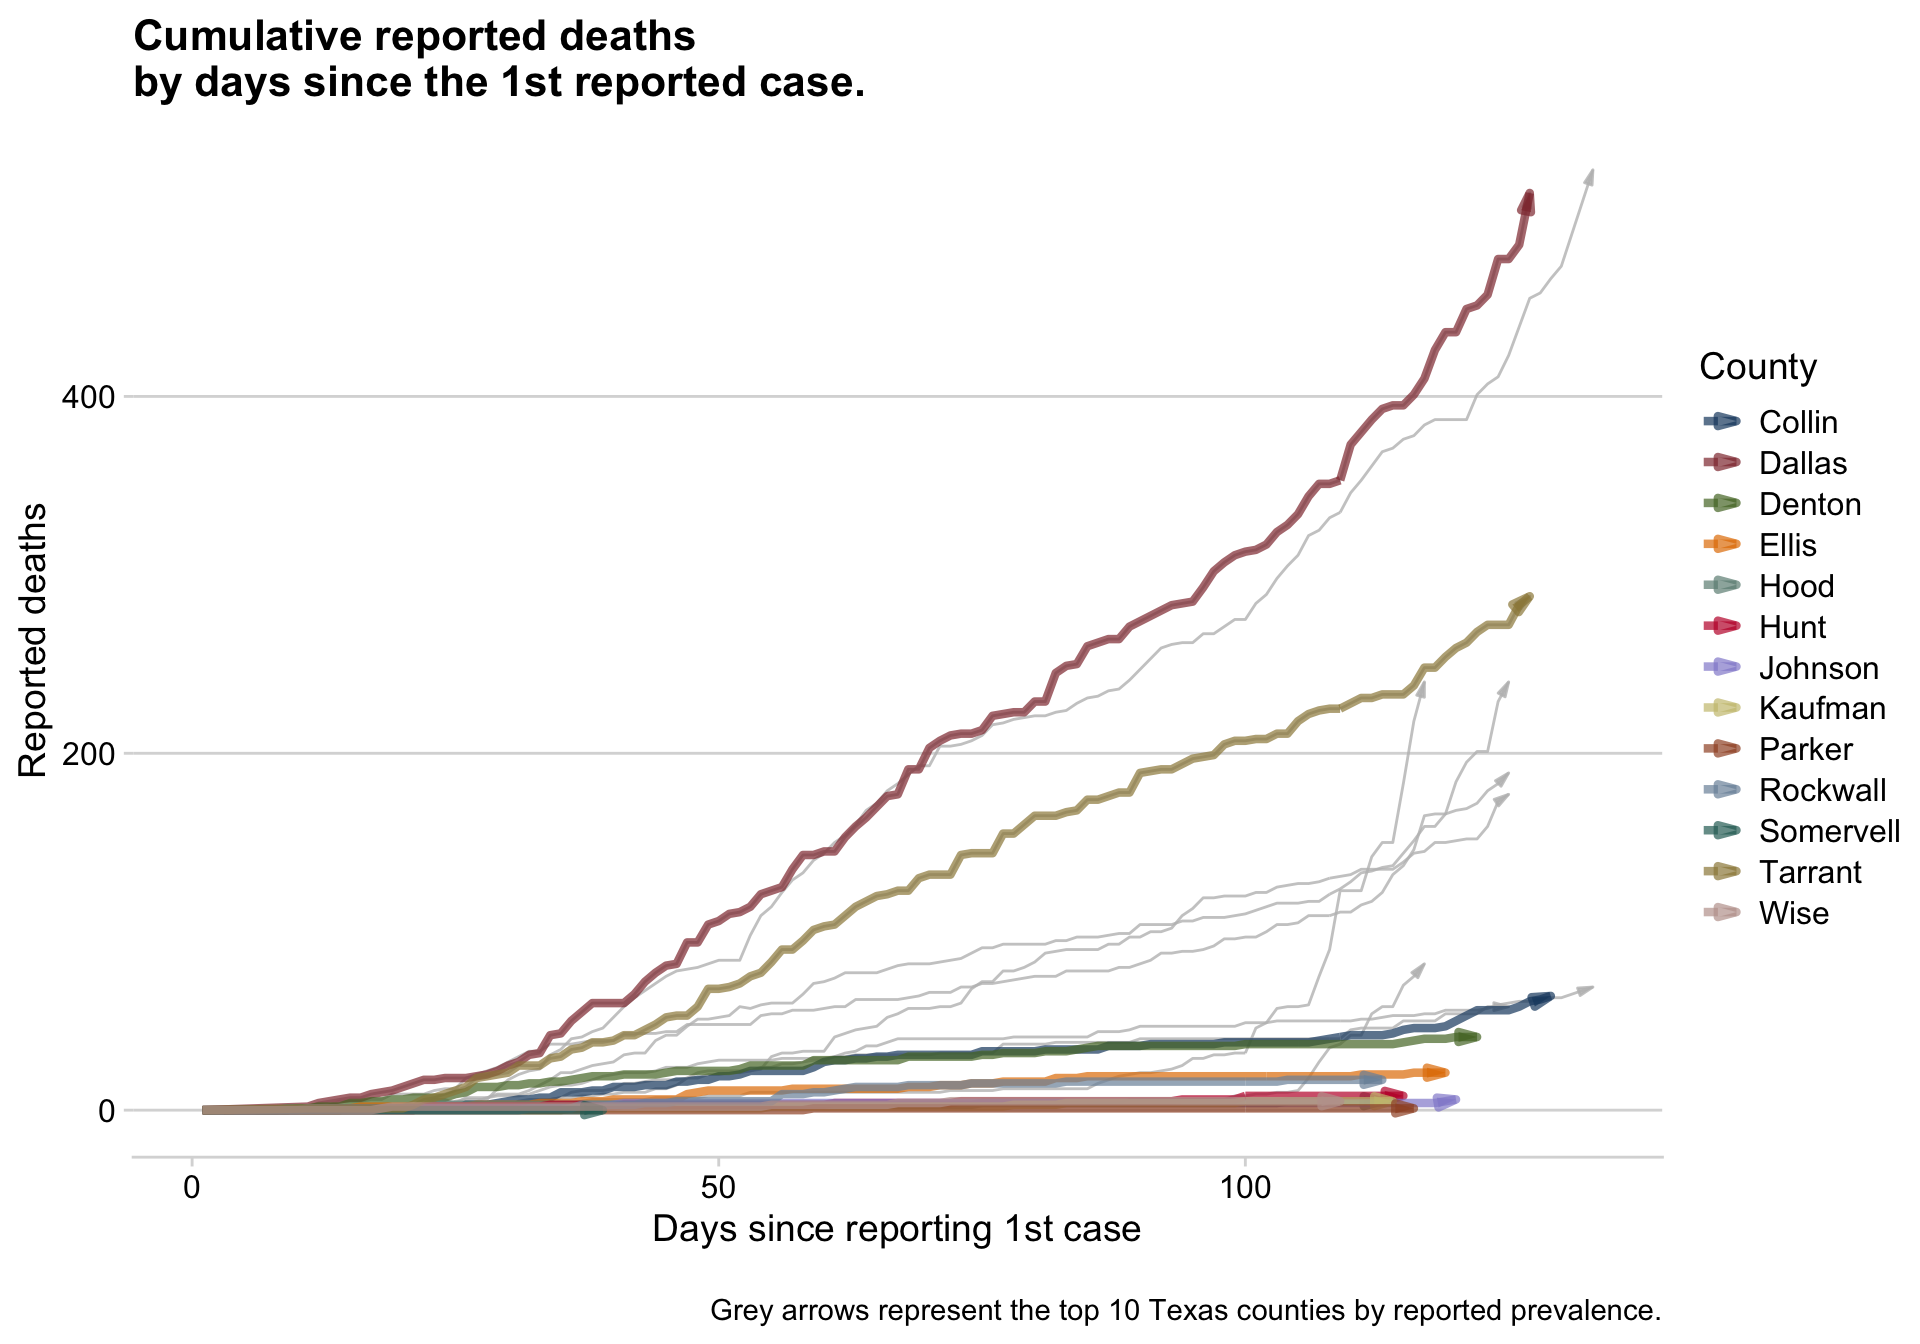 Cumulative reported deaths
by days since the 1st reported case.
Reported deaths
400
200
0
0
50
100
Days since reporting 1st case
County
Collin
Dallas
Denton
Ellis
Hood
Hunt
Johnson
Kaufman
Parker
Rockwall
Somervell
Tarrant
Wise
Grey arrows represent the top 10 Texas counties by reported prevalence.